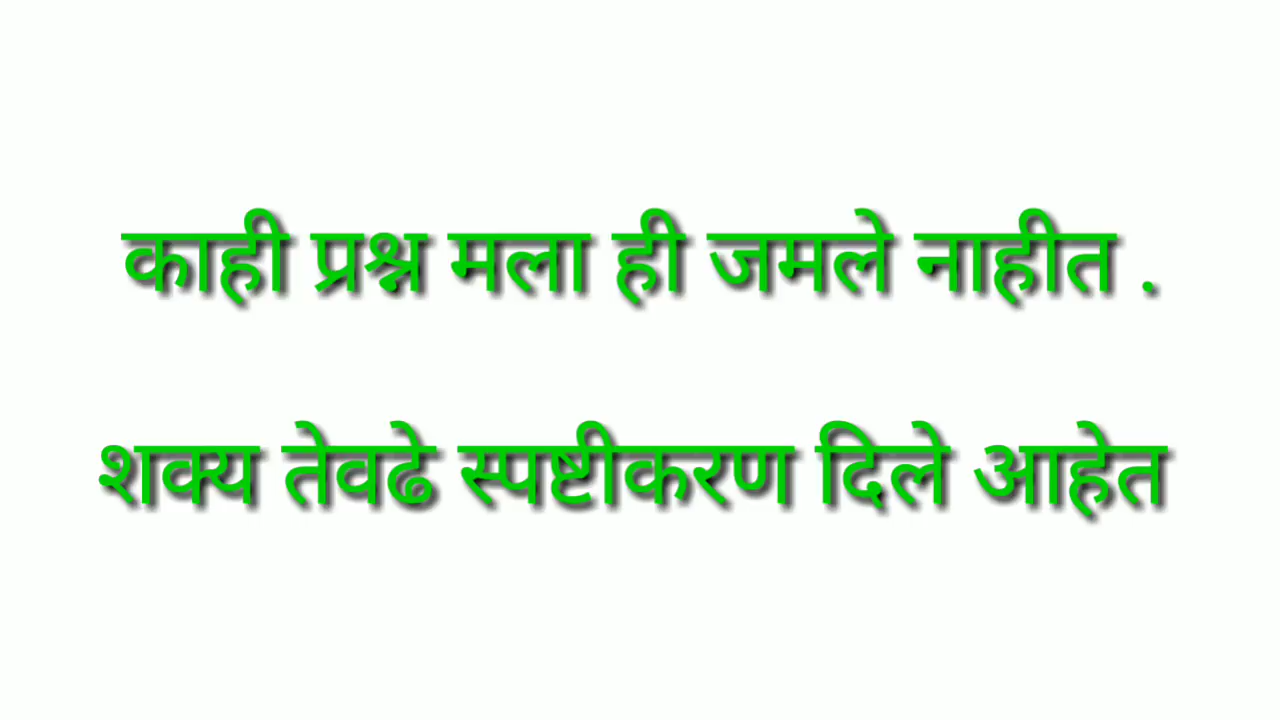 काही प्रश्न मला ही जमले नाहीत .
शक्य तेवढे स्पष्टीकरण दिले आहेत